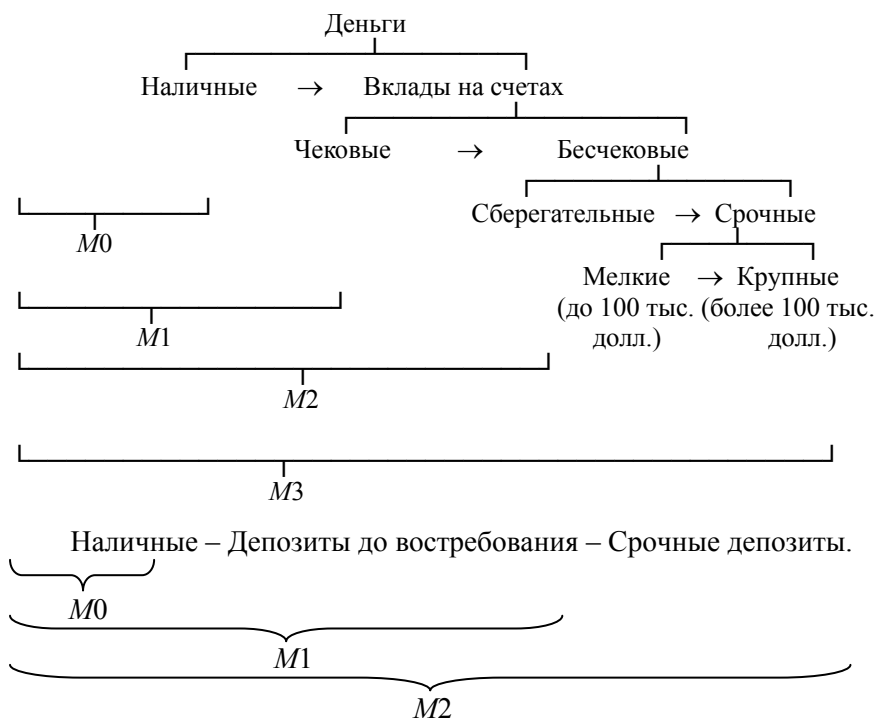 Деньги
Наличные → Вклады на счетах
Чековые → Бесчековые
Сберегательные → Срочные
M0
Мелкие → Крупные
(до 100 тыс. (более 100 тыс.
долл.) долл.)
M1
M2
M3
Наличные – Депозиты до востребования – Срочные депозиты.
M0
M1
M2